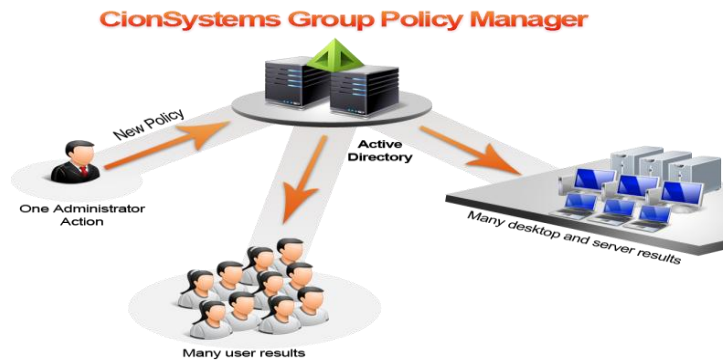 CionSystems Group Policy Manager
New Policy
Active
Directory
One Administrator
Action
Many desktop and server results
Many user results